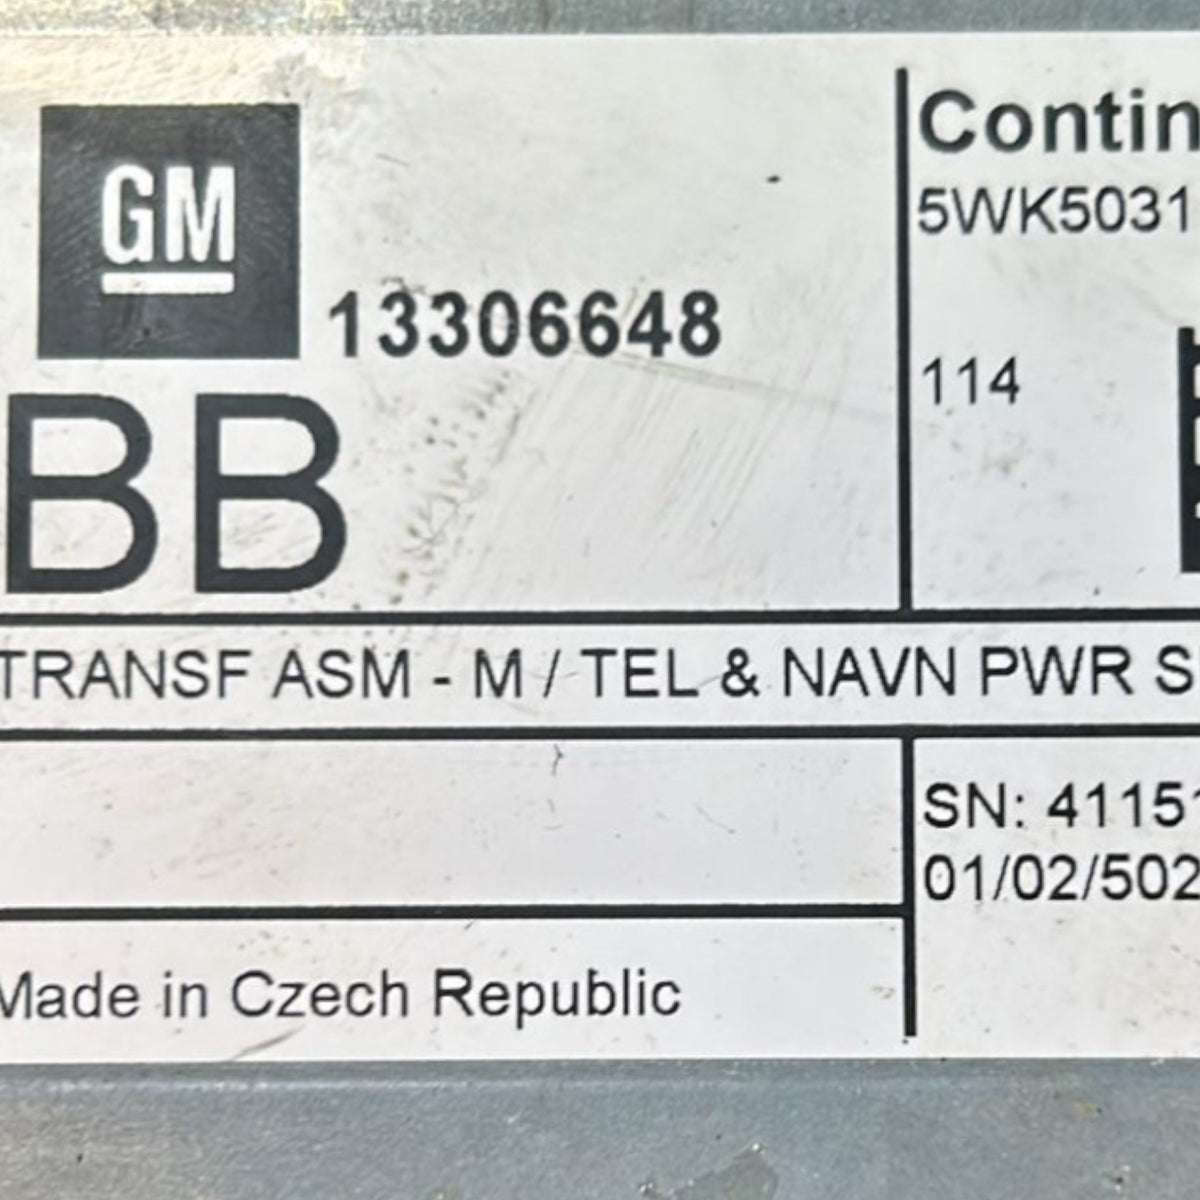 GM
13306648
BB
Contin
5WK5031
114
TRANSF ASM - M / TEL & NAVN PWR S
SN: 41151
01/02/502
Made in Czech Republic